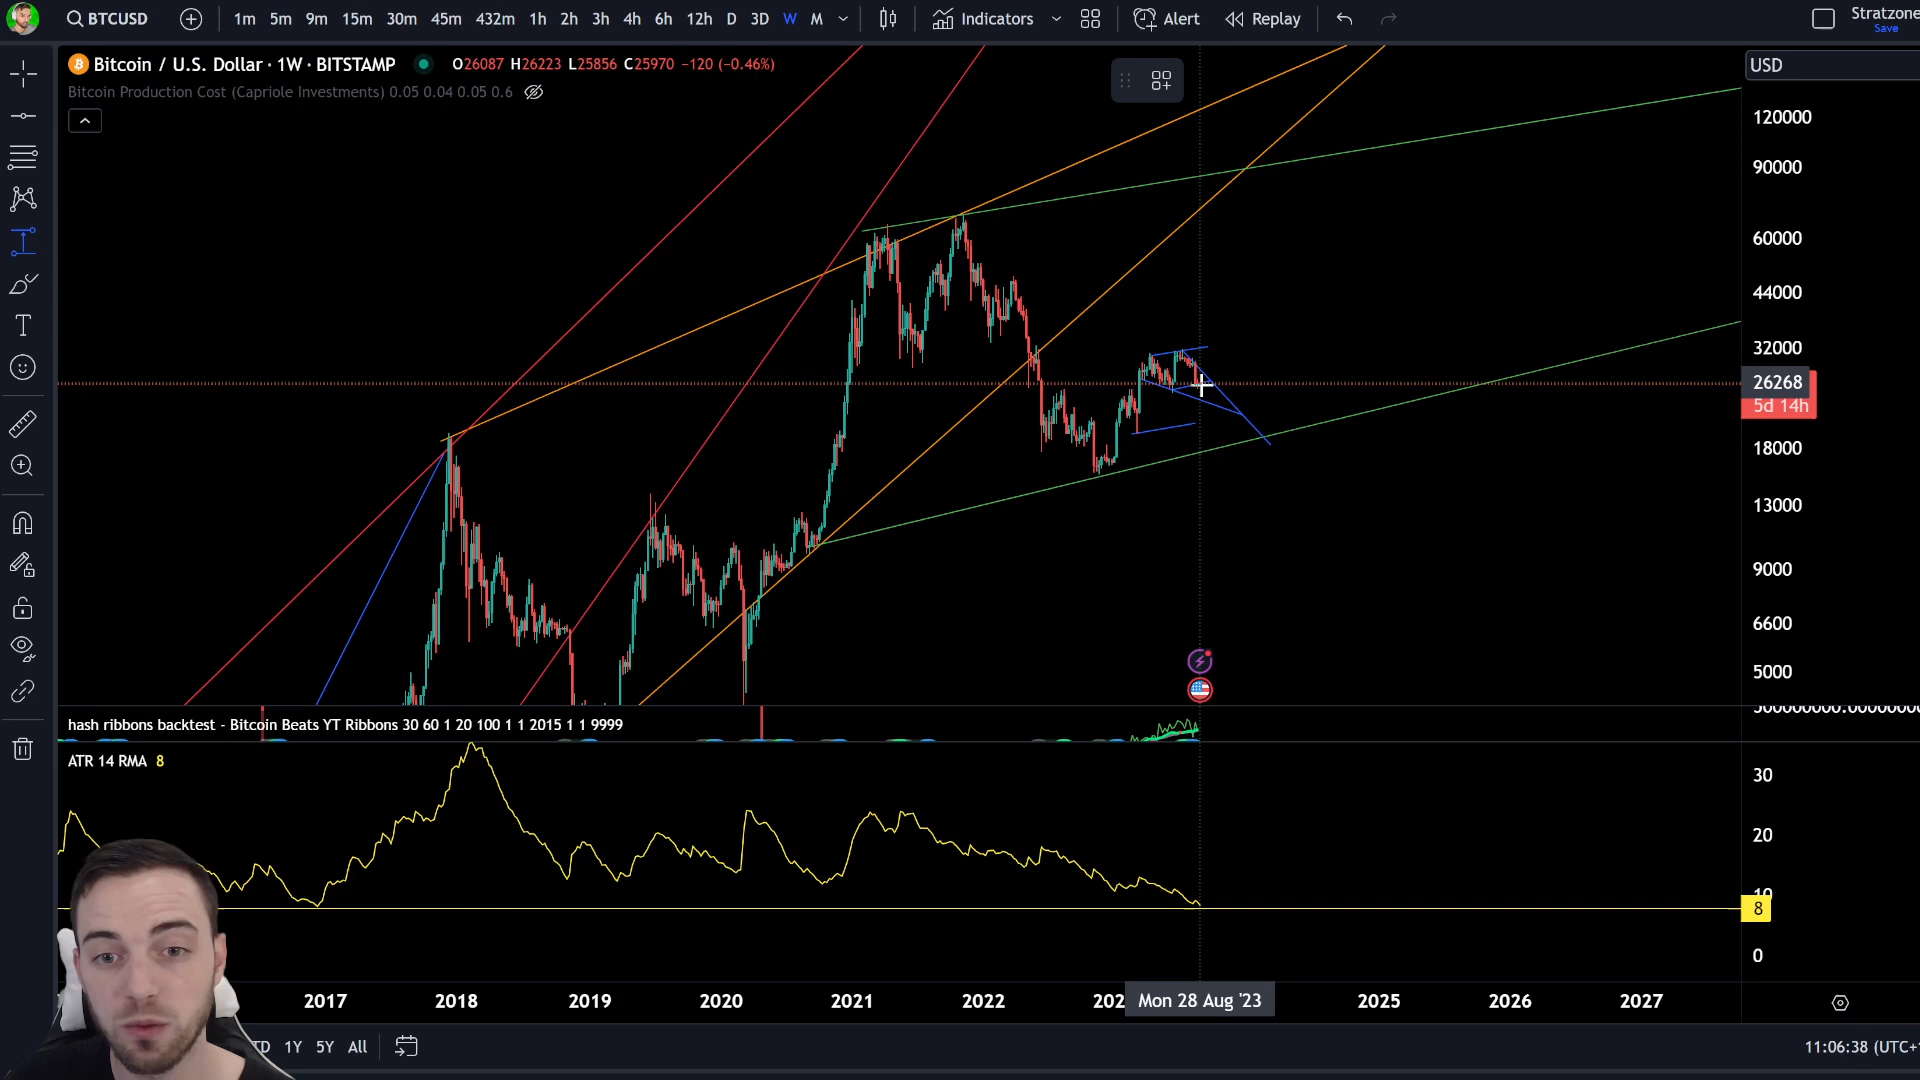 BTCUSD 1m 5m 9m 15m 30m 45m 432m 1h 2h 3h 4h 6h 12h D 3D W M Indicators Alert Replay Stratzone
Save
Bitcoin / U.S. Dollar · 1W · BITSTAMP O26087 H26223 L25856 C25970 −120 (−0.46%)
USD
Bitcoin Production Cost (Capriole Investments) 0.05 0.04 0.05 0.6
120000
90000
60000
44000
32000
26268
5d 14h
18000
13000
9000
6600
5000
hash ribbons backtest - Bitcoin Beats YT Ribbons 30 60 1 20 100 1 1 2015 1 1 9999
ATR 14 RMA 8
30
20
10
8
0
2017 2018 2019 2020 2021 2022 Mon 28 Aug '23 2025 2026 2027
1Y 5Y All
11:06:38 (UTC+